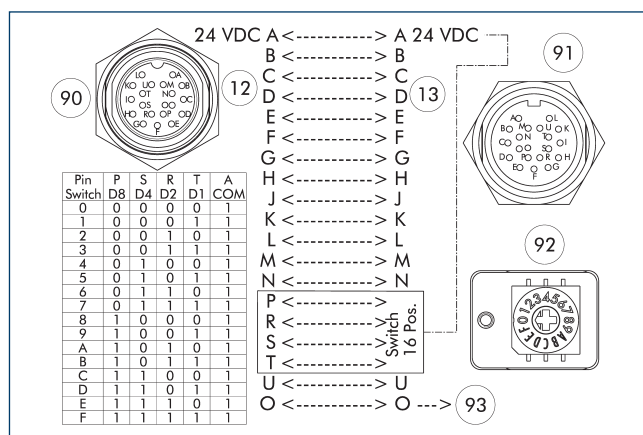 90
L A
K U M B
T N
I C
S O
H R P D
G E
F
12
Pin P S R T A
Switch D8 D4 D2 D1 COM
0 0 0 0 0 1
1 0 0 0 1 1
2 0 0 1 0 1
3 0 0 1 1 1
4 0 1 0 0 1
5 0 1 0 1 1
6 0 1 1 0 1
7 0 1 1 1 1
8 1 0 0 0 1
9 1 0 0 1 1
A 1 0 1 0 1
B 1 0 1 1 1
C 1 1 0 0 1
D 1 1 0 1 1
E 1 1 1 0 1
F 1 1 1 1 1
24 VDC A <----------> A 24 VDC
B <----------> B
C <----------> C
D <----------> D
E <----------> E
F <----------> F
G <----------> G
H <----------> H
J <----------> J
K <----------> K
L <----------> L
M <----------> M
N <----------> N
P <---------->
R <---------->
S <---------->
T <---------->
Switch
16 Pos.
U <----------> U
O <----------> O ---> 93
13
91
A L
B M U K
N T
C I
O S
D P R H
E G
F
92
0123456789ABCDEF